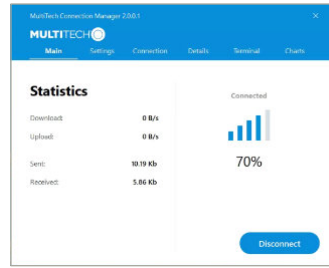 MultiTech Connection Manager 2.0.0.1
MULTITECH
Main Settings Connection Details Terminal Charts
Statistics
Connected
Download: 0 B/s
Upload: 0 B/s
70%
Sent: 10.19 Kb
Received: 5.86 Kb
Disconnect